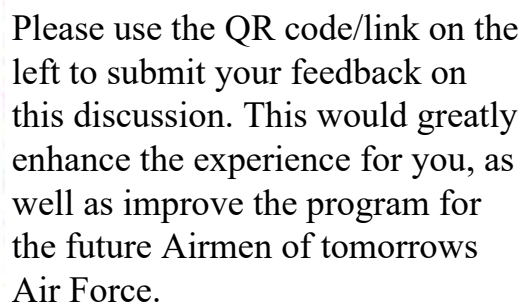 Please use the QR code/link on the
left to submit your feedback on
this discussion. This would greatly
enhance the experience for you, as
well as improve the program for
the future Airmen of tomorrows
Air Force.